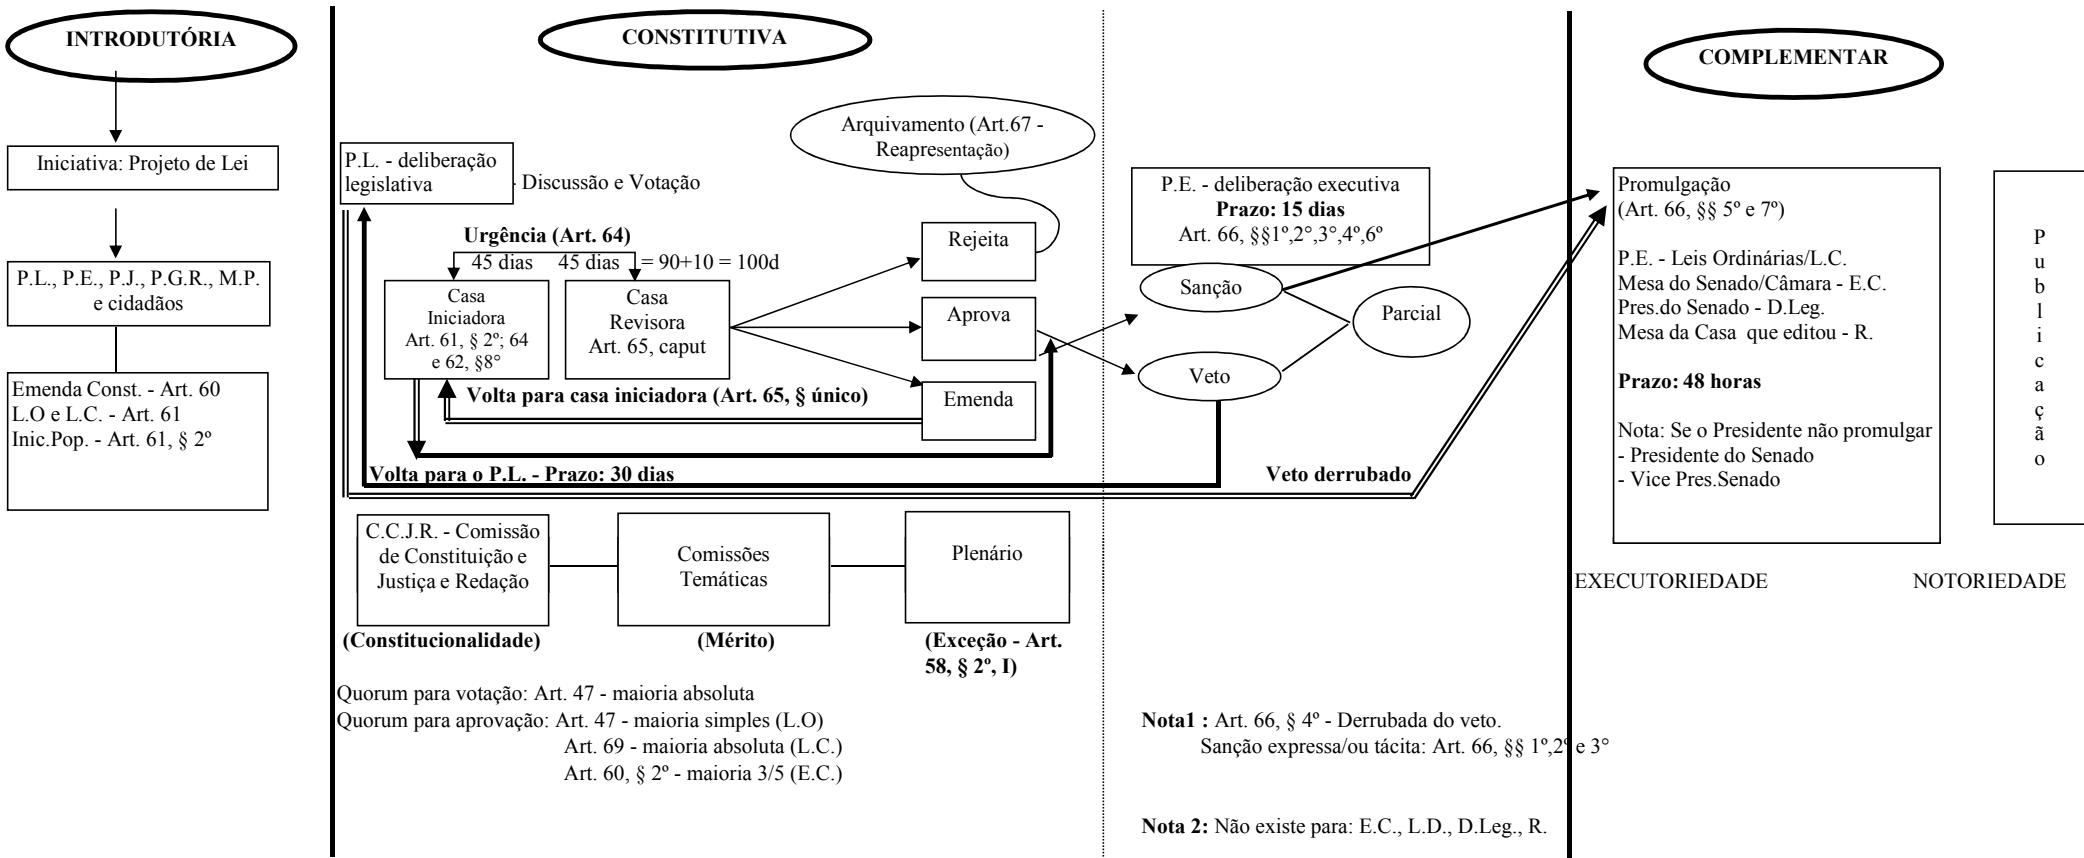 INTRODUTÓRIA
Iniciativa: Projeto de Lei
P.L., P.E., P.J., P.G.R., M.P.
e cidadãos
Emenda Const. - Art. 60
L.O e L.C. - Art. 61
Inic.Pop. - Art. 61, § 2º
CONSTITUTIVA
Arquivamento (Art.67 -
Reapresentação)
P.L. - deliberação
legislativa
- Discussão e Votação
Urgência (Art. 64)
45 dias 45 dias = 90+10 = 100d
Casa
Iniciadora
Art. 61, § 2º; 64
e 62, §8°
Casa
Revisora
Art. 65, caput
Rejeita
Aprova
Emenda
Volta para casa iniciadora (Art. 65, § único)
Volta para o P.L. - Prazo: 30 dias
P.E. - deliberação executiva
Prazo: 15 dias
Art. 66, §§1º,2°,3°,4º,6º
Sanção
Parcial
Veto
Veto derrubado
C.C.J.R. - Comissão
de Constituição e
Justiça e Redação
Comissões
Temáticas
Plenário
(Constitucionalidade)
(Mérito)
(Exceção - Art.
58, § 2º, I)
Quorum para votação: Art. 47 - maioria absoluta
Quorum para aprovação: Art. 47 - maioria simples (L.O)
Art. 69 - maioria absoluta (L.C.)
Art. 60, § 2º - maioria 3/5 (E.C.)
Nota1 : Art. 66, § 4º - Derrubada do veto.
Sanção expressa/ou tácita: Art. 66, §§ 1º,2º e 3°
Nota 2: Não existe para: E.C., L.D., D.Leg., R.
COMPLEMENTAR
Promulgação
(Art. 66, §§ 5º e 7º)
P.E. - Leis Ordinárias/L.C.
Mesa do Senado/Câmara - E.C.
Pres.do Senado - D.Leg.
Mesa da Casa que editou - R.
Prazo: 48 horas
Nota: Se o Presidente não promulgar
- Presidente do Senado
- Vice Pres.Senado
P
u
b
l
i
c
a
ç
ã
o
EXECUTORIEDADE
NOTORIEDADE